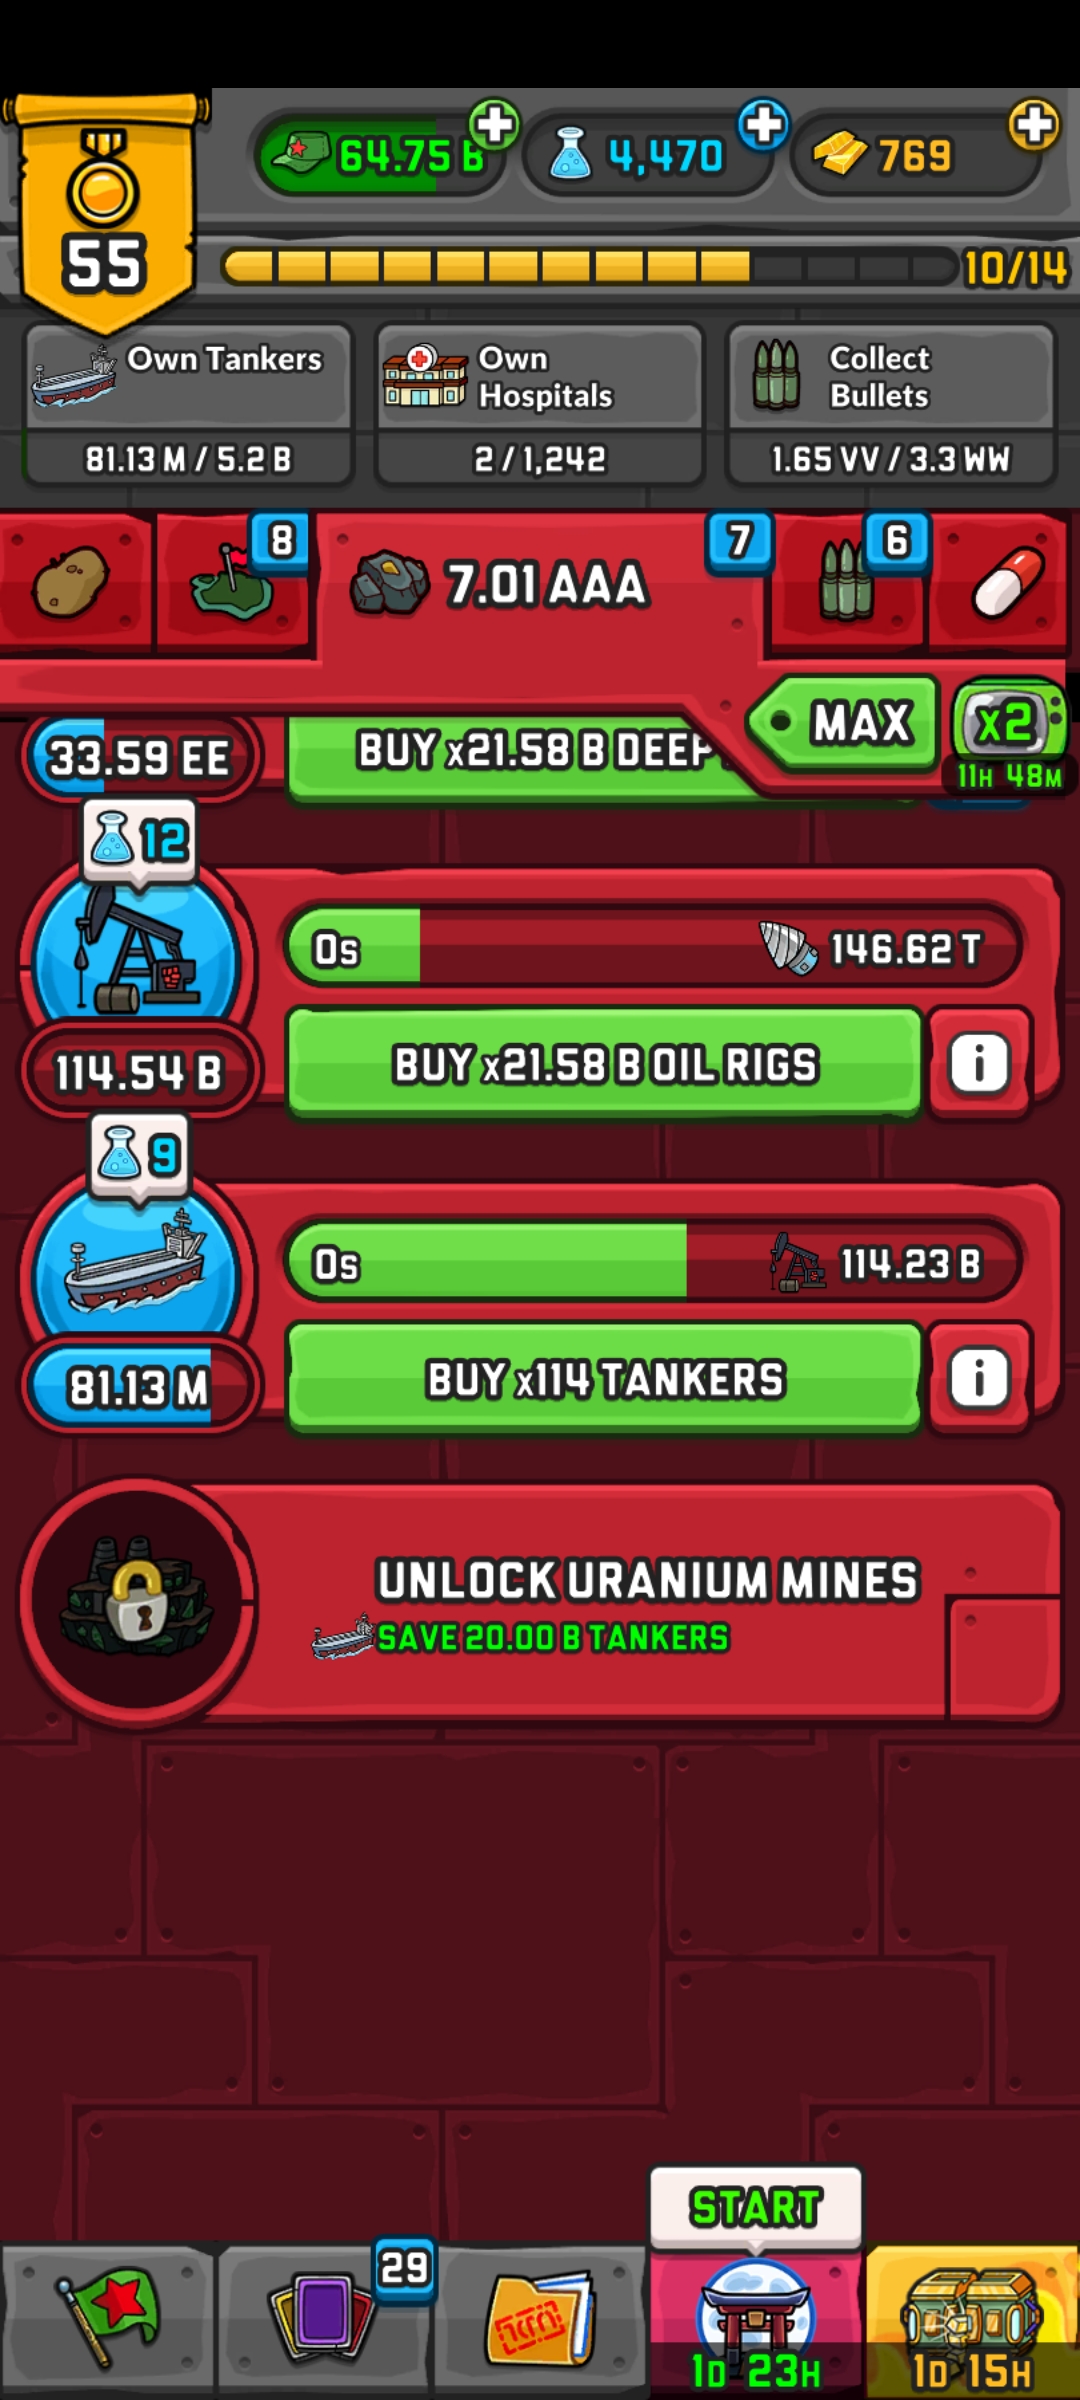 64.75 B
4,470
769
55
10/14
Own Tankers
81.13 M / 5.2 B
Own
Hospitals
2 / 1,242
Collect
Bullets
1.65 VV / 3.3 WW
8
7.01 AAA
7
6
MAX
x2
11H 48M
33.59 EE
BUY x21.58 B DEEP
12
0s
146.62 T
114.54 B
BUY x21.58 B OIL RIGS
i
9
0s
114.23 B
81.13 M
BUY x114 TANKERS
i
UNLOCK URANIUM MINES
SAVE 20.00 B TANKERS
START
29
1D 23H
1D 15H